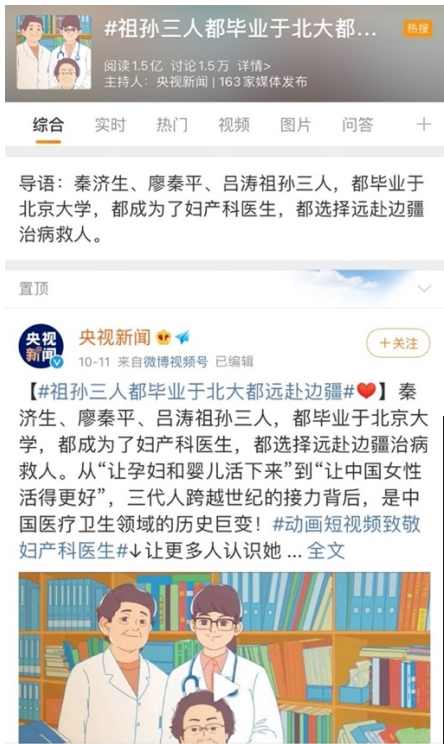 #祖孙三人都毕业于北大都...
热搜
阅读1.5亿 讨论1.5万 详情>
主持人：央视新闻 | 163家媒体发布
综合 实时 热门 视频 图片 问答
导语：秦济生、廖秦平、吕涛祖孙三人，都毕业于
北京大学，都成为了妇产科医生，都选择远赴边疆
治病救人。
置顶
央视
新闻
央视新闻
+关注
10-11 来自微博视频号 已编辑
【#祖孙三人都毕业于北大都远赴边疆#❤️】秦
济生、廖秦平、吕涛祖孙三人，都毕业于北京大
学，都成为了妇产科医生，都选择远赴边疆治病
救人。从“让孕妇和婴儿活下来”到“让中国女性
活得更好”，三代人跨越世纪的接力背后，是中
国医疗卫生领域的历史巨变！#动画短视频致敬
妇产科医生#↓让更多人认识她 ... 全文